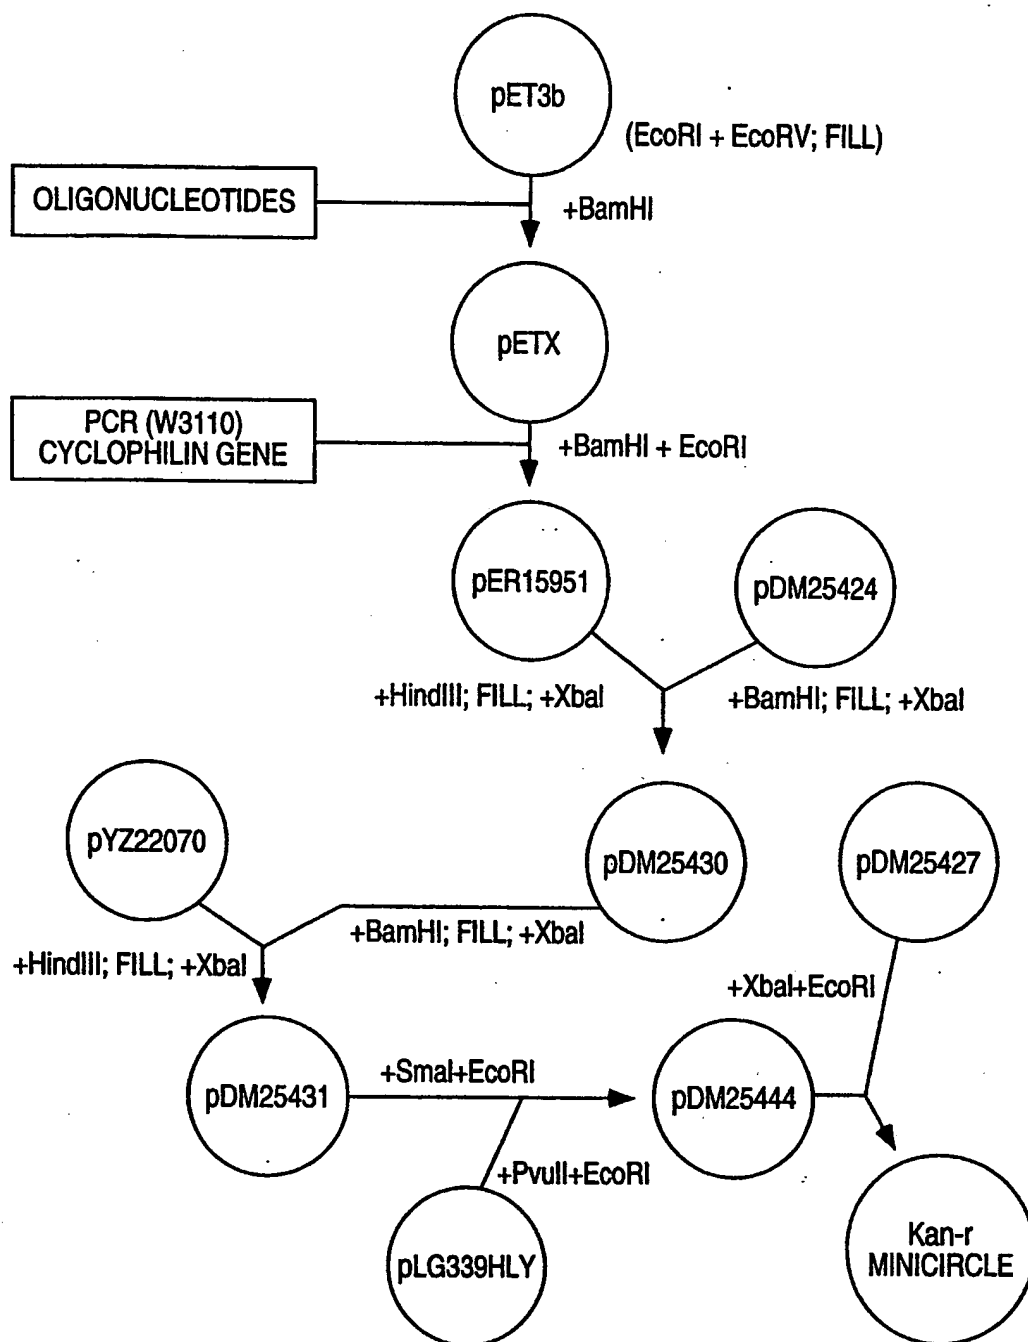 pET3b
(EcoRI + EcoRV; FILL)
OLIGONUCLEOTIDES
+BamHI
pETX
PCR (W3110)
CYCLOPHILIN GENE
+BamHI + EcoRI
pER15951
pDM25424
+HindIII; FILL; +XbaI
+BamHI; FILL; +XbaI
pYZ22070
pDM25430
pDM25427
+BamHI; FILL; +XbaI
+HindIII; FILL; +XbaI
+XbaI+EcoRI
+SmaI+EcoRI
pDM25431
pDM25444
+PvuII+EcoRI
pLG339HLY
Kan-r
MINICIRCLE